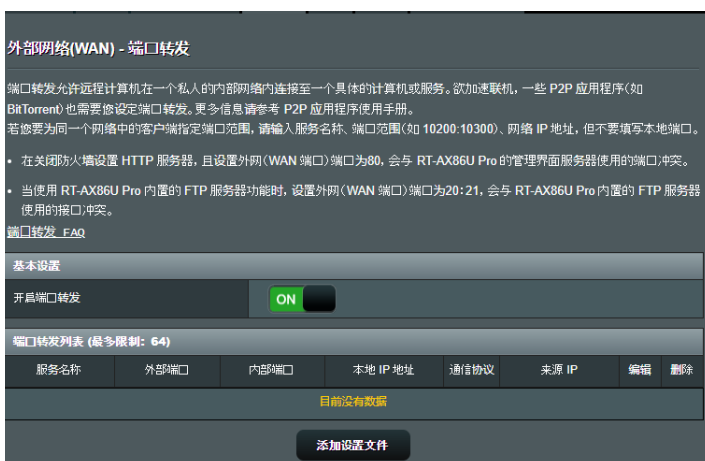 外部网络(WAN) - 端口转发
端口转发允许远程计算机在一个私人的内部网络内连接至一个具体的计算机或服务。欲加速联机，一些 P2P 应用程序(如
BitTorrent)也需要您设定端口转发。更多信息请参考 P2P 应用程序使用手册。
若您要为同一个网络中的客户端指定端口范围, 请输入服务名称、端口范围(如 10200:10300)、网络 IP 地址, 但不要填写本地端口。
• 在关闭防火墙设置 HTTP 服务器, 且设置外网(WAN 端口)端口为80, 会与 RT-AX86U Pro 的管理界面服务器使用的端口冲突。
• 当使用 RT-AX86U Pro 内置的 FTP 服务器功能时, 设置外网(WAN 端口)端口为20:21, 会与 RT-AX86U Pro 内置的 FTP 服务器
使用的接口冲突。
端口转发 FAQ
基本设置
开启端口转发 ON
端口转发列表 (最多限制: 64)
服务名称 外部端口 内部端口 本地 IP 地址 通信协议 来源 IP 编辑 删除
目前没有数据
添加设置文件